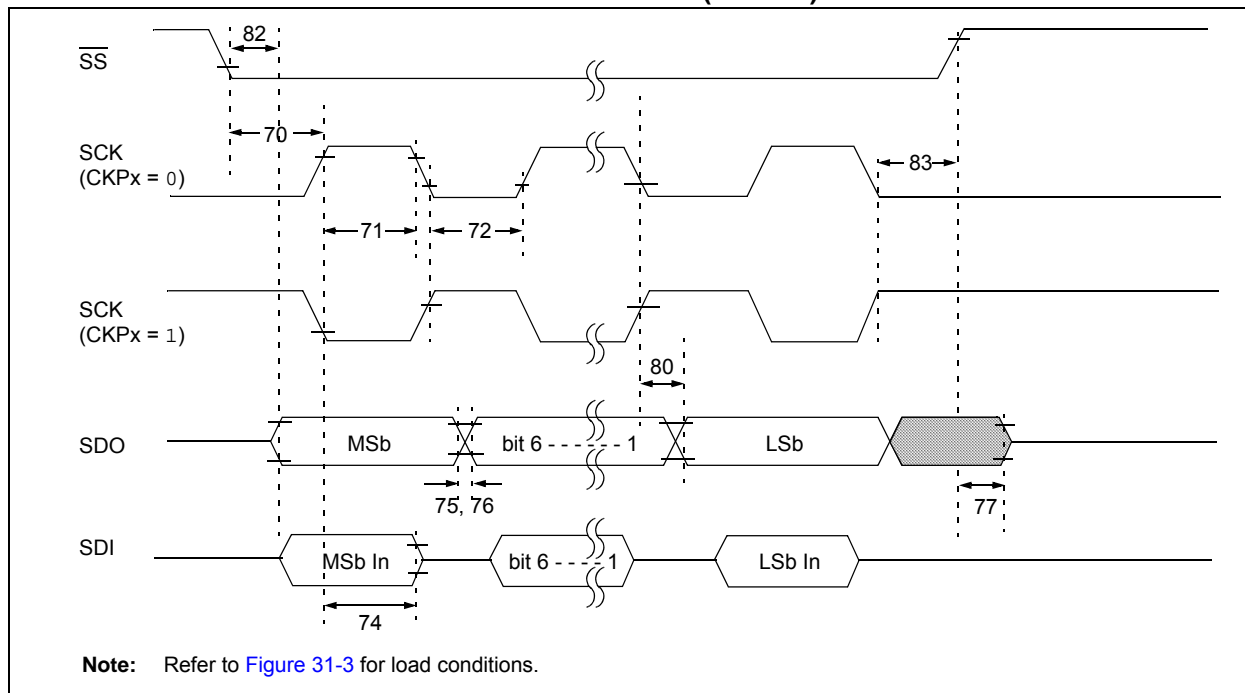 82
SS
70
SCK
(CKPx = 0)
83
71
72
SCK
(CKPx = 1)
80
SDO
MSb
bit 6 - - - - - - 1
LSb
75, 76
77
SDI
MSb In
bit 6 - - - - 1
LSb In
74
Note: Refer to Figure 31-3 for load conditions.